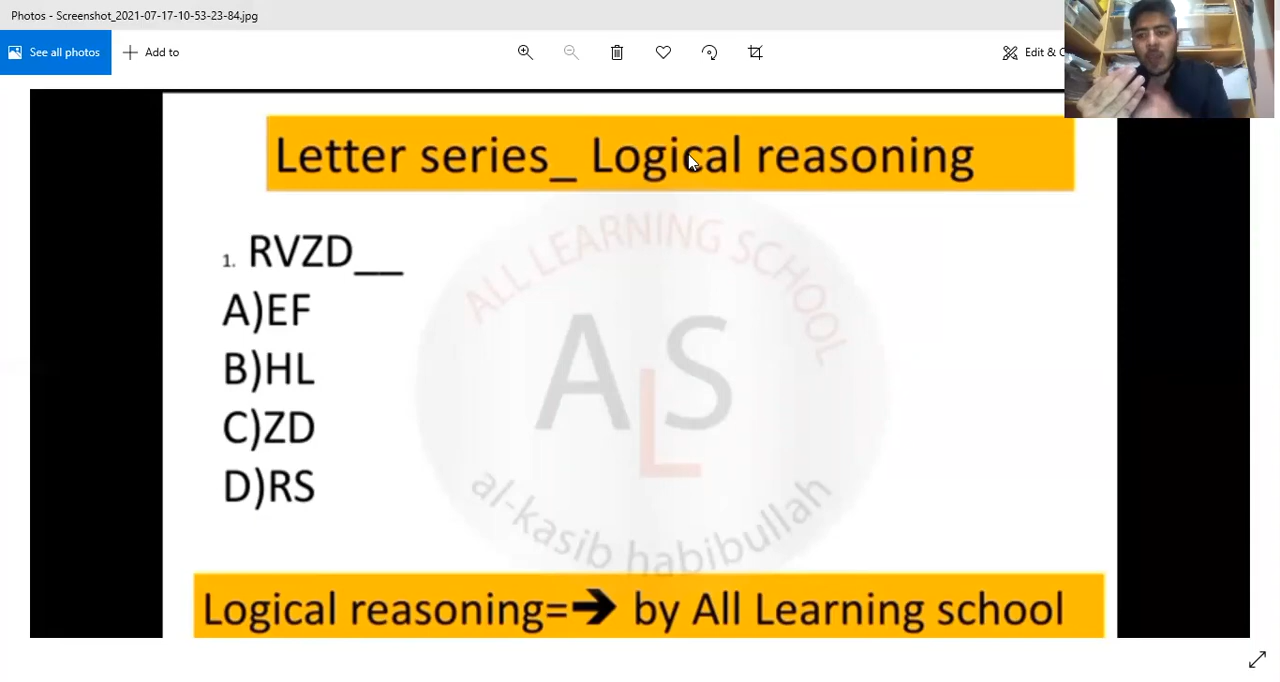 Photos - Screenshot_2021-07-17-10-53-23-84.jpg
See all photos
Add to
Edit & C
Letter series_ Logical reasoning
1. RVZD__
A)EF
B)HL
C)ZD
D)RS
ALL LEARNING SCHOOL
ALS
al-kasib habibullah
Logical reasoning=➔ by All Learning school